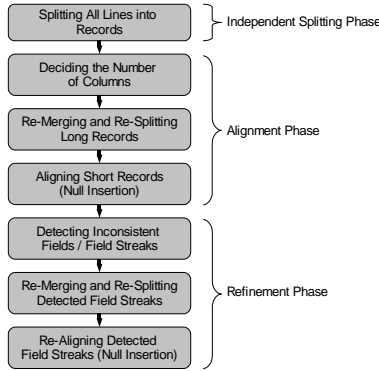 Splitting All Lines into
Records
Independent Splitting Phase
Deciding the Number
of Columns
Re-Merging and Re-Splitting
Long Records
Alignment Phase
Aligning Short Records
(Null Insertion)
Detecting Inconsistent
Fields / Field Streaks
Re-Merging and Re-Splitting
Detected Field Streaks
Refinement Phase
Re-Aligning Detected
Field Streaks (Null Insertion)